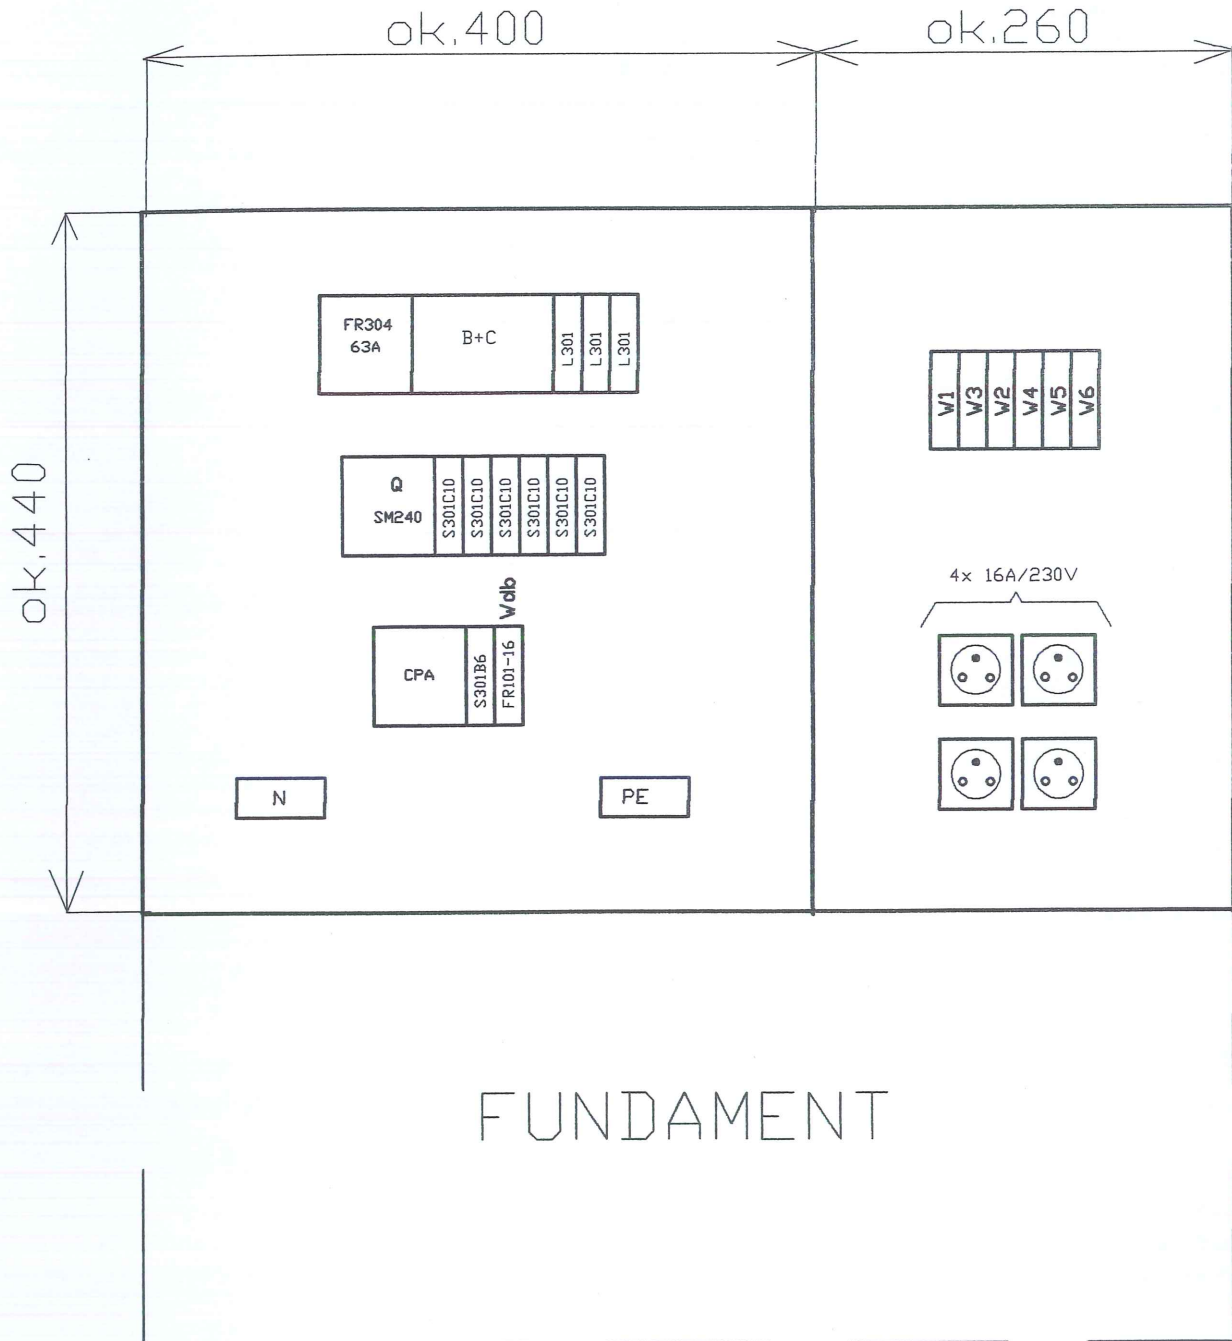 ok.400
ok.260
ok.440
FR304
63A
B+C
L301
L301
L301
W1
W3
W2
W4
W5
W6
Q
SM240
S301C10
S301C10
S301C10
S301C10
S301C10
S301C10
4x 16A/230V
Wdb
CPA
S301B6
FR101-16
N
PE
FUNDAMENT